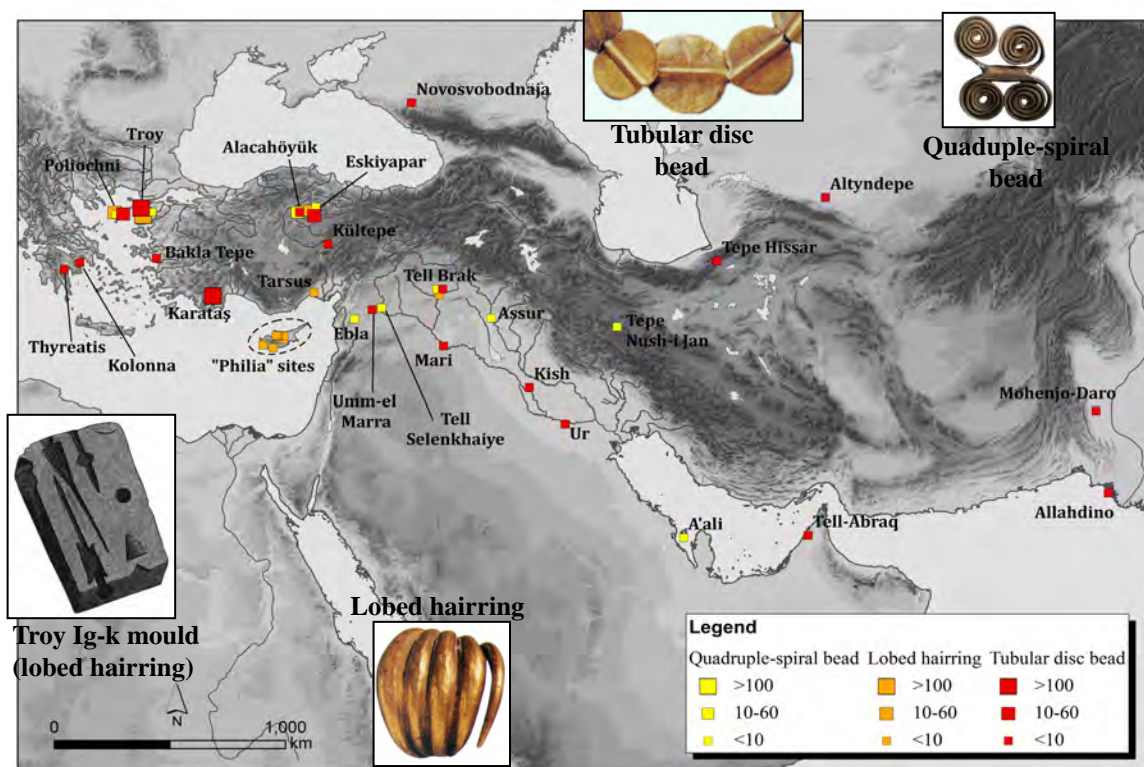 Tubular disc
bead
Quaduple-spiral
bead
Novosvobodnaja
Troy
Alacahöyük
Eskiyapar
Poliochni
Altyndepe
Kültepe
Tepe Hissar
Bakla Tepe
Tarsus
Tell Brak
Karataş
Ebla
Assur
Tepe
Nush-i Jan
Thyreatis
Kolonna
"Philia" sites
Mari
Kish
Umm-el
Marra
Tell
Selenkhaiye
Ur
Mohenjo-Daro
Allahdino
A'ali
Tell-Abraq
Lobed hairring
Troy Ig-k mould
(lobed hairring)
N
0 1,000
km
Legend
Quadruple-spiral bead Lobed hairring Tubular disc bead
>100 >100 >100
10-60 10-60 10-60
<10 <10 <10